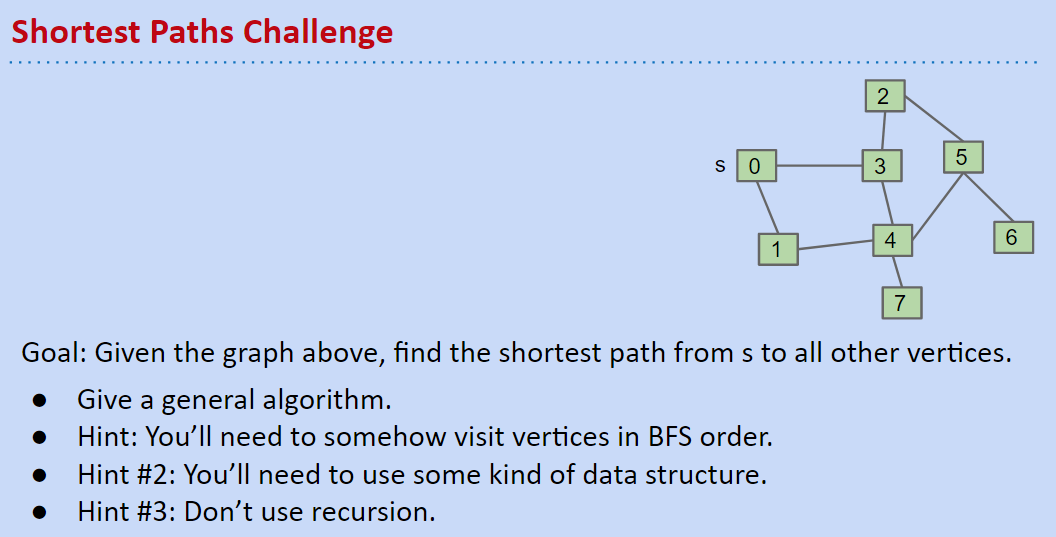 Shortest Paths Challenge
2
s 0 3 5
1 4 6
7
Goal: Given the graph above, find the shortest path from s to all other vertices.
● Give a general algorithm.
● Hint: You’ll need to somehow visit vertices in BFS order.
● Hint #2: You’ll need to use some kind of data structure.
● Hint #3: Don’t use recursion.